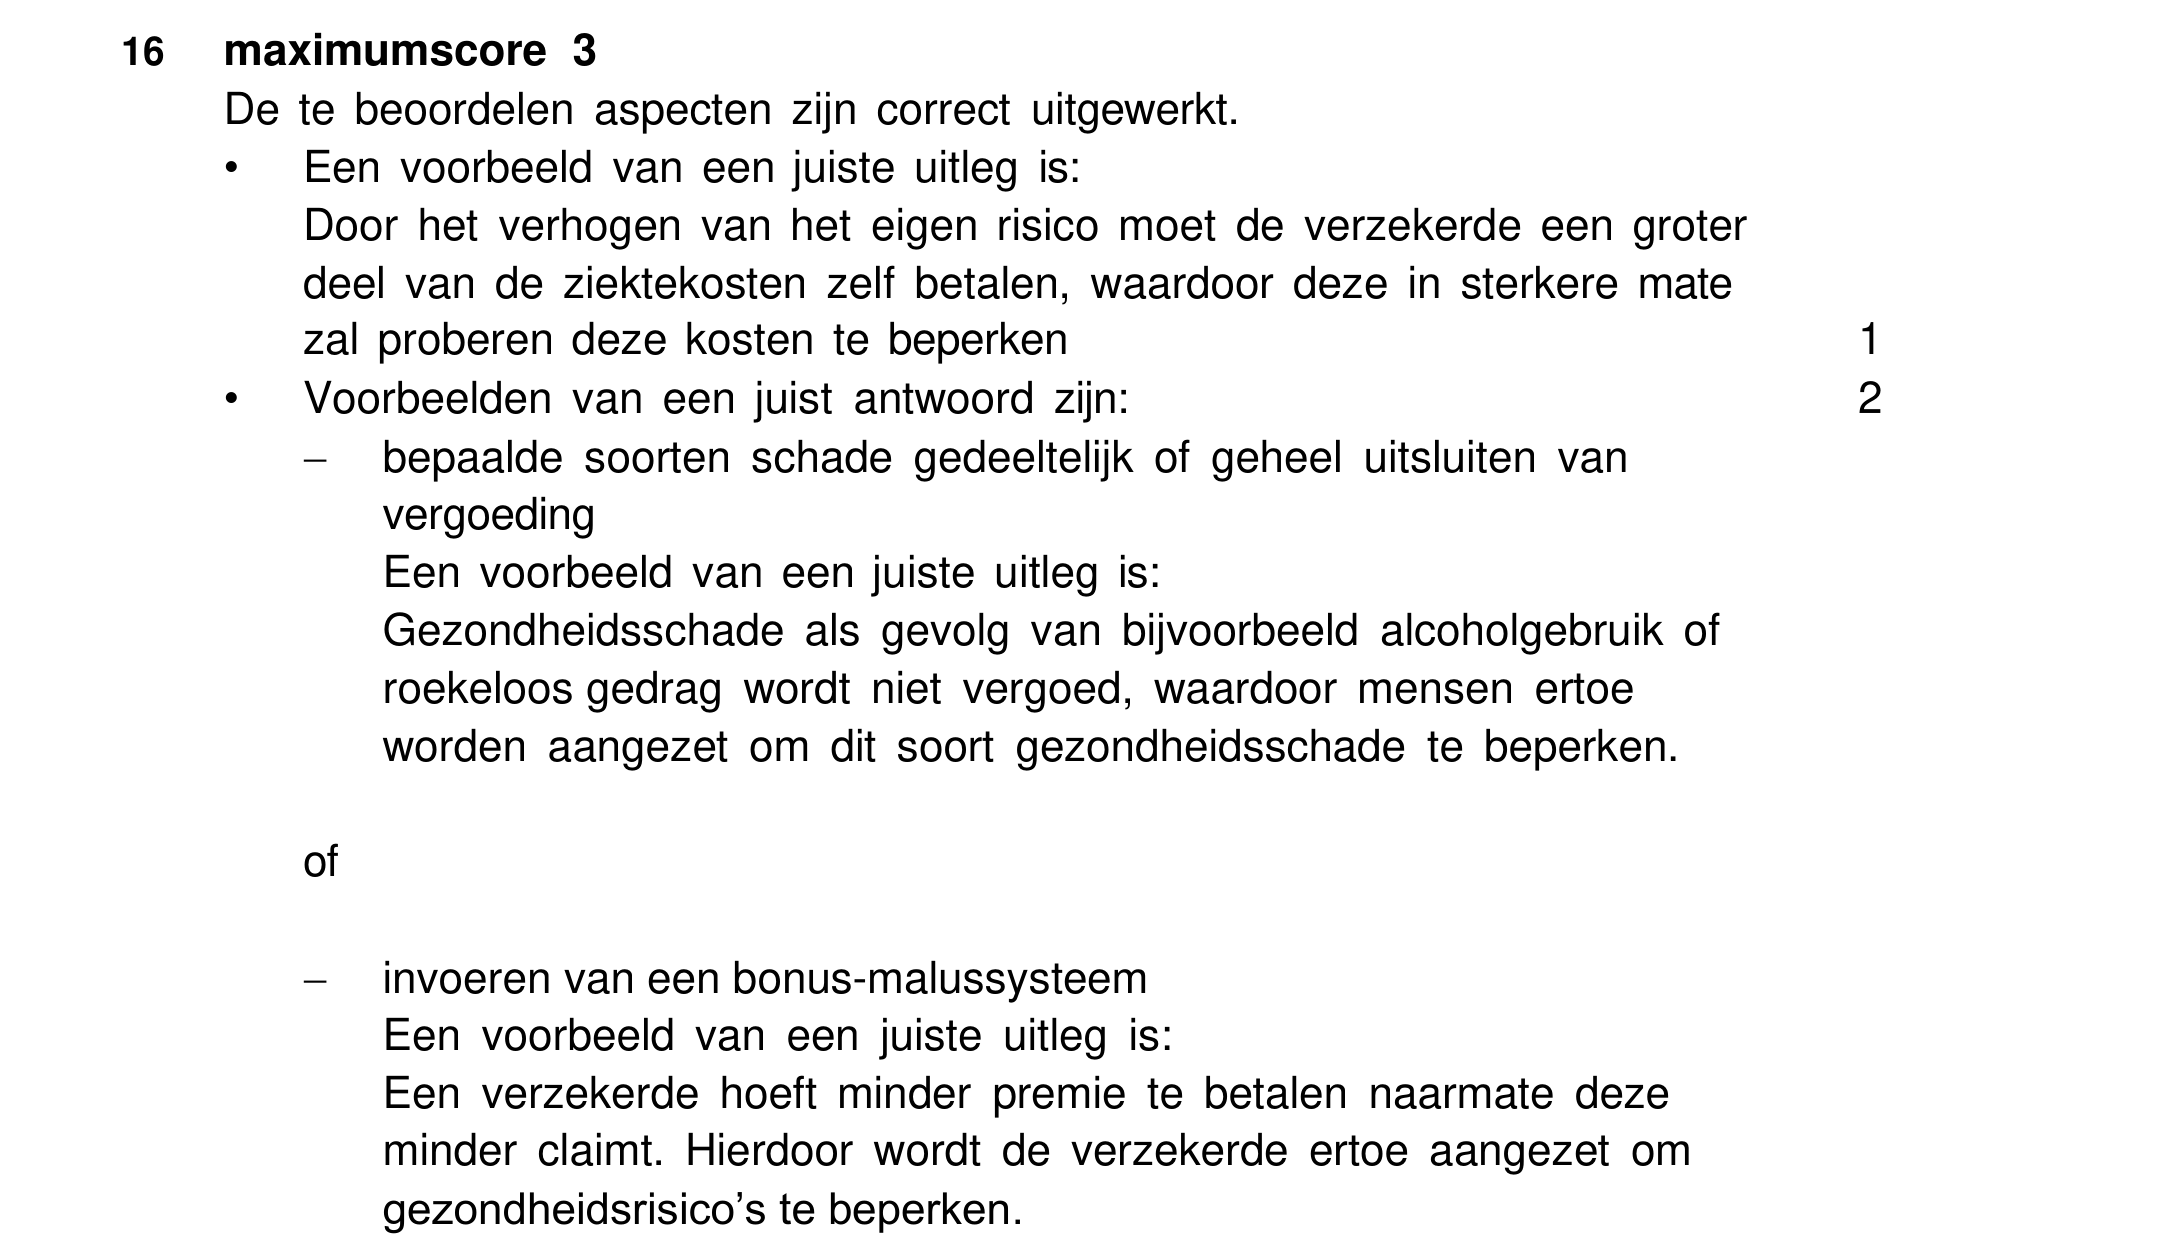 16 maximumscore 3
De te beoordelen aspecten zijn correct uitgewerkt.
• Een voorbeeld van een juiste uitleg is:
Door het verhogen van het eigen risico moet de verzekerde een groter
deel van de ziektekosten zelf betalen, waardoor deze in sterkere mate
zal proberen deze kosten te beperken 1
• Voorbeelden van een juist antwoord zijn: 2
– bepaalde soorten schade gedeeltelijk of geheel uitsluiten van
vergoeding
Een voorbeeld van een juiste uitleg is:
Gezondheidsschade als gevolg van bijvoorbeeld alcoholgebruik of
roekeloos gedrag wordt niet vergoed, waardoor mensen ertoe
worden aangezet om dit soort gezondheidsschade te beperken.
of
– invoeren van een bonus-malussysteem
Een voorbeeld van een juiste uitleg is:
Een verzekerde hoeft minder premie te betalen naarmate deze
minder claimt. Hierdoor wordt de verzekerde ertoe aangezet om
gezondheidsrisico’s te beperken.